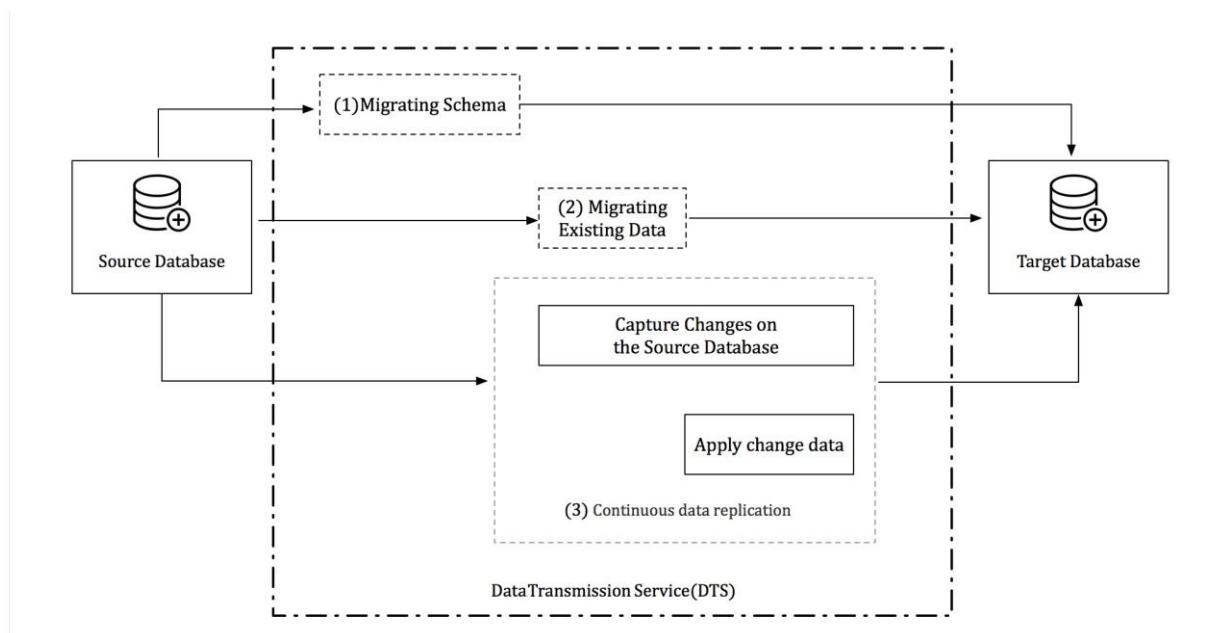 (1)Migrating Schema
(2) Migrating
Existing Data
Source Database
Target Database
Capture Changes on
the Source Database
Apply change data
(3) Continuous data replication
DataTransmission Service(DTS)